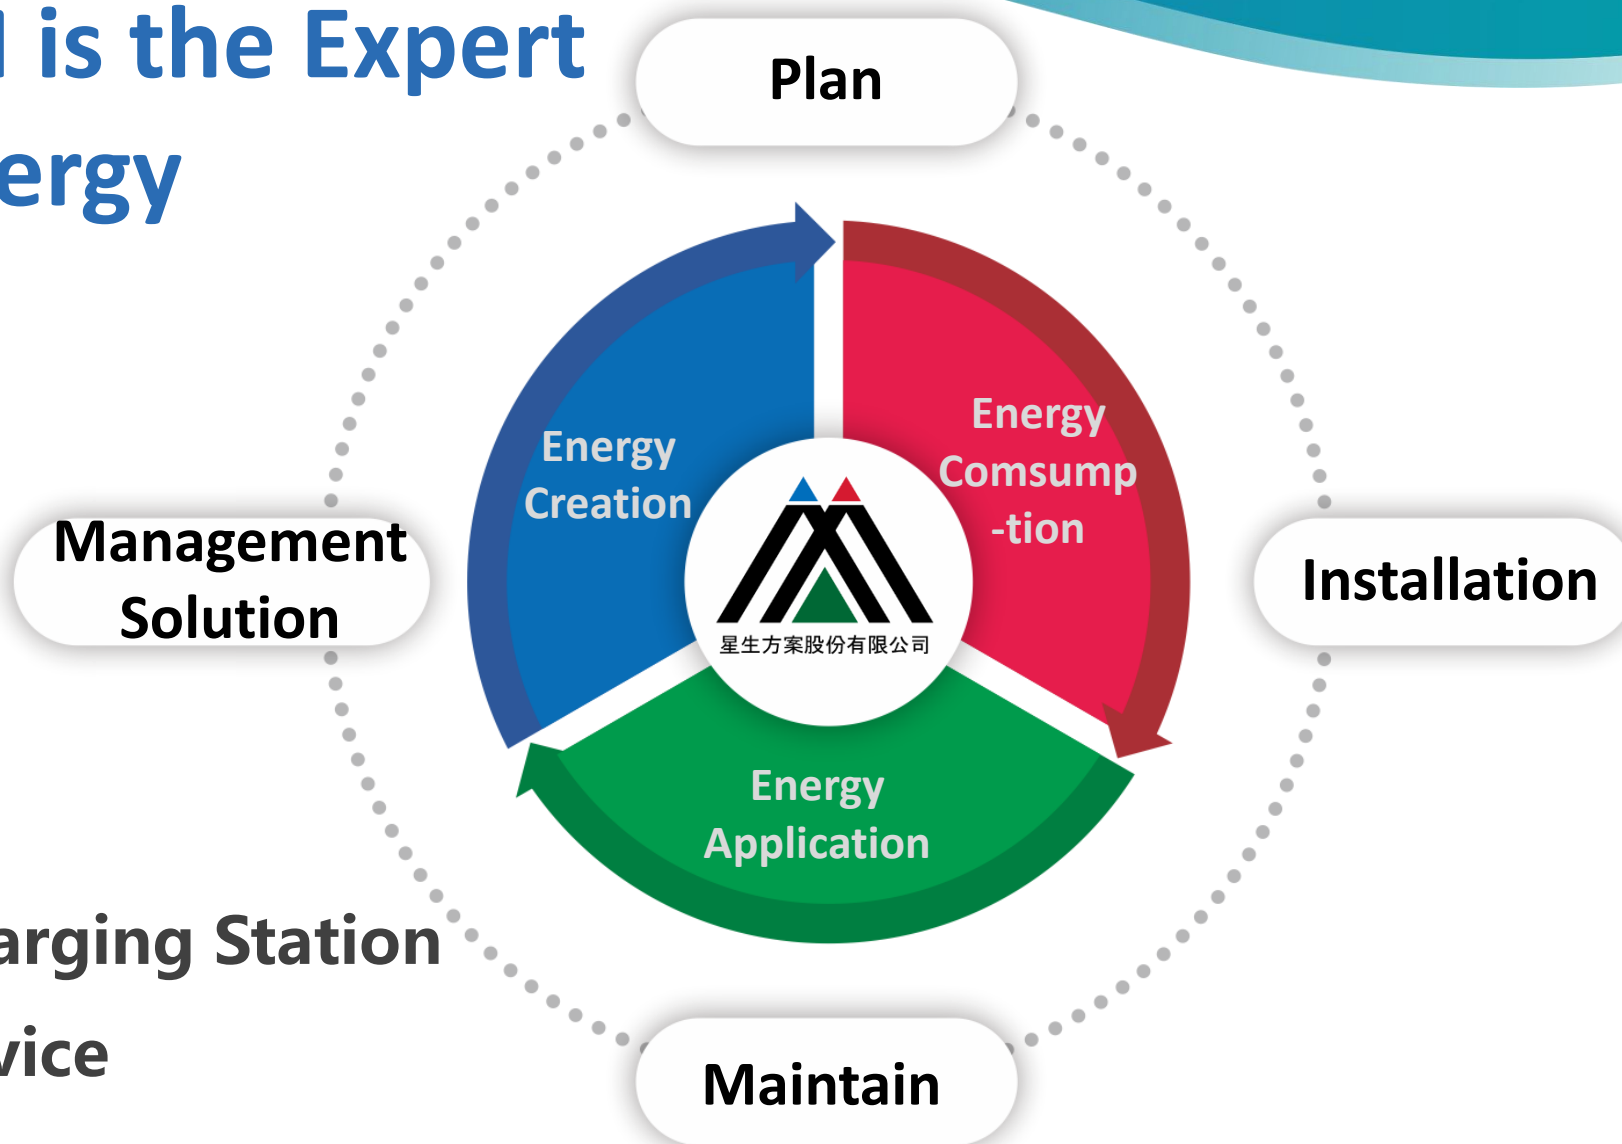 is the Expert
Plan
ergy
Energy
Comsump
-tion
Energy
Creation
Management
Solution
Installation
星生方案股份有限公司
Energy
Application
arging Station
vice
Maintain